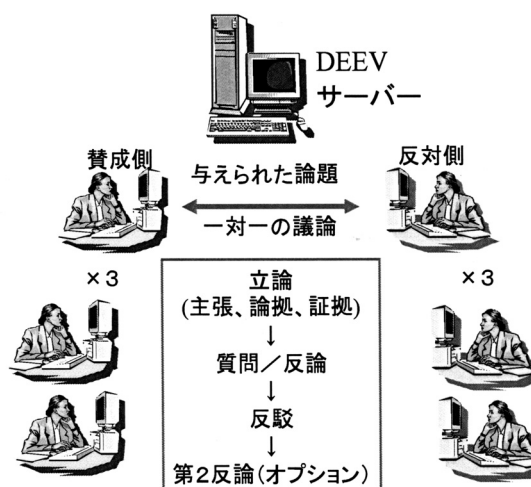 DEEV
サーバー
賛成側
反対側
与えられた論題
一対一の議論
×3
×3
立論
(主張、論拠、証拠)
↓
質問／反論
↓
反駁
↓
第2反論(オプション)